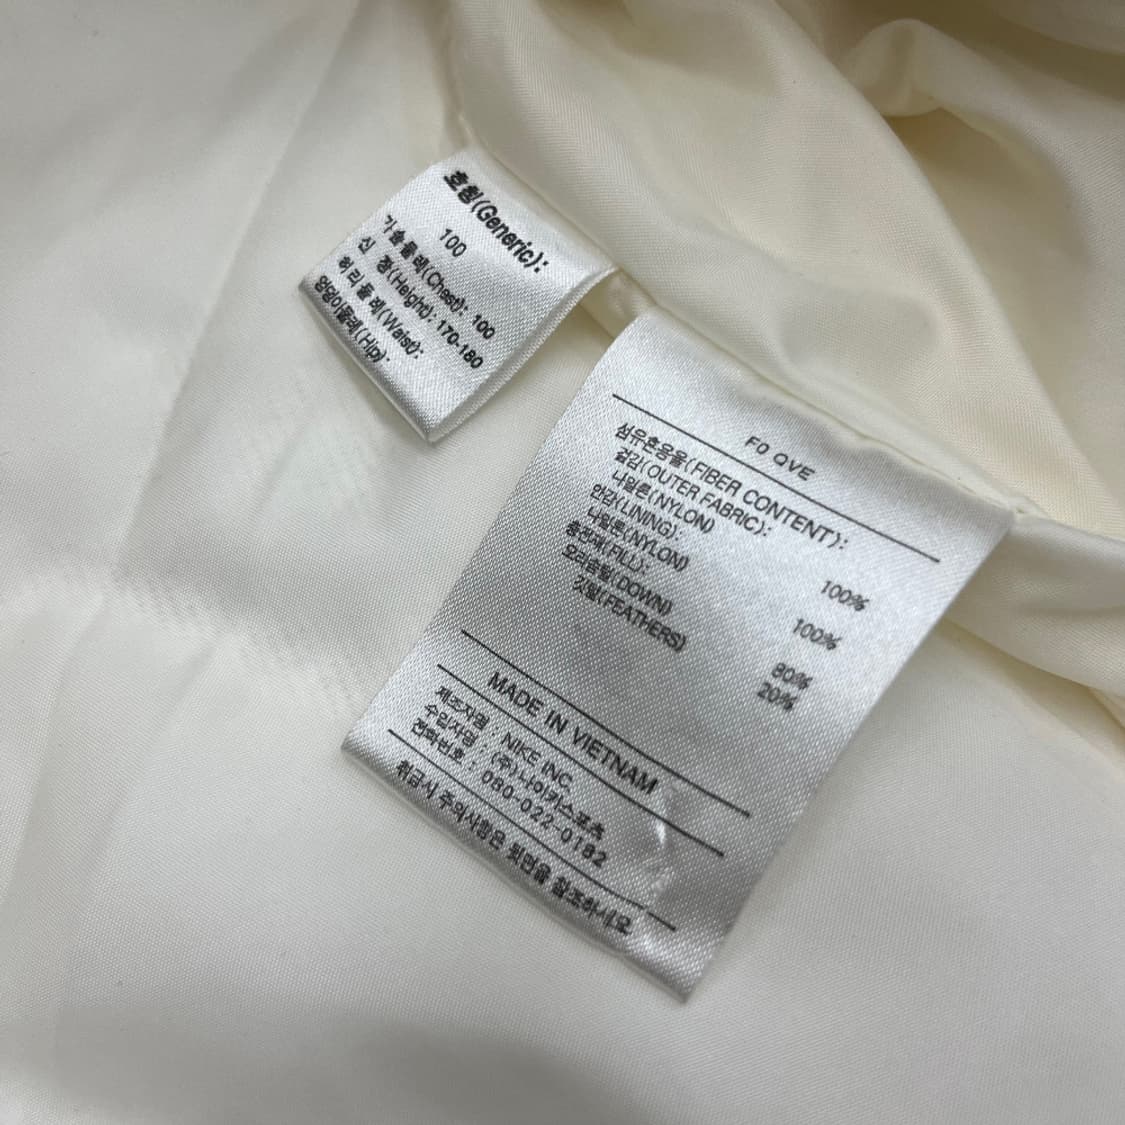 호칭(Generic):
100
가슴둘레(Chest): 100
신 장(Height): 170-180
허리둘레(Waist):
엉덩이둘레(Hip):
F0 QVE
섬유혼용율(FIBER CONTENT):
겉감(OUTER FABRIC):
나일론(NYLON) 100%
안감(LINING):
나일론(NYLON) 100%
충전재(FILL):
오리솜털(DOWN) 80%
깃털(FEATHERS) 20%
MADE IN VIETNAM
제조자명 : NIKE INC.
수입자명 : (주)나이키스포츠
전화번호 : 080-022-0182
취급시 주의사항은 뒷면을 참조하시요